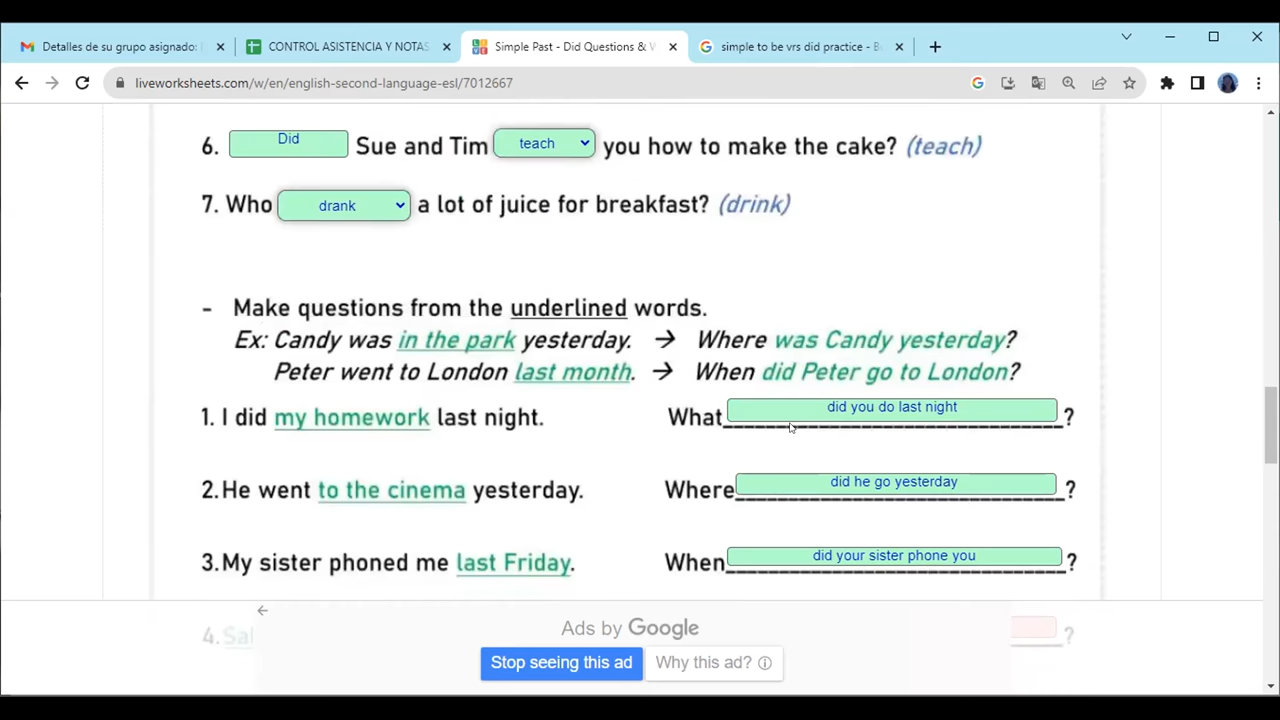 Detalles de su grupo asignado:
CONTROL ASISTENCIA Y NOTAS
Simple Past - Did Questions & W
simple to be vrs did practice - B
liveworksheets.com/w/en/english-second-language-esl/7012667
6. Did Sue and Tim teach you how to make the cake? (teach)
7. Who drank a lot of juice for breakfast? (drink)
- Make questions from the underlined words.
Ex: Candy was in the park yesterday. → Where was Candy yesterday?
Peter went to London last month. → When did Peter go to London?
1. I did my homework last night. What did you do last night ?
2. He went to the cinema yesterday. Where did he go yesterday ?
3. My sister phoned me last Friday. When did your sister phone you ?
4. Sal ?
Ads by Google
Stop seeing this ad Why this ad?